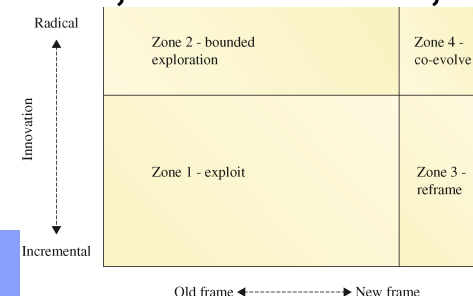 Radical
Zone 2 - bounded
exploration
Zone 4 -
co-evolve
Innovation
Zone 1 - exploit
Zone 3 -
reframe
Incremental
Old frame
New frame